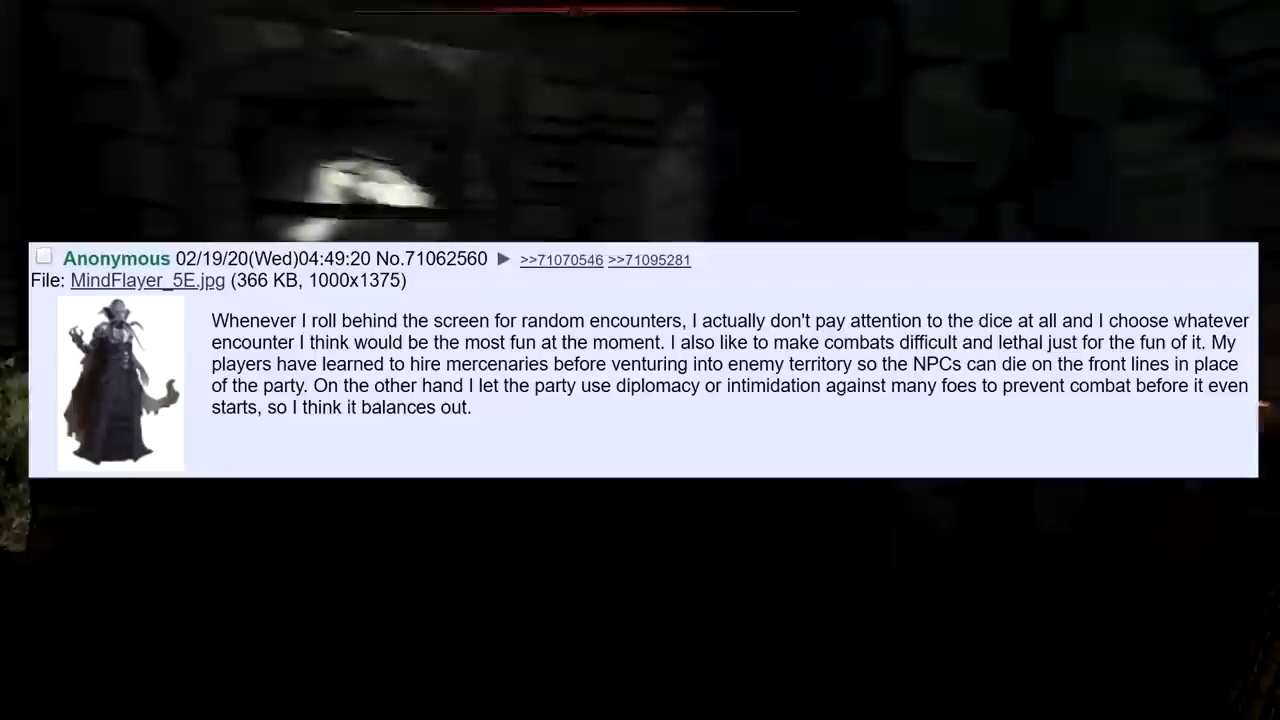 Anonymous 02/19/20(Wed)04:49:20 No.71062560 ▶ >>71070546 >>71095281
File: MindFlayer_5E.jpg (366 KB, 1000x1375)
Whenever I roll behind the screen for random encounters, I actually don't pay attention to the dice at all and I choose whatever
encounter I think would be the most fun at the moment. I also like to make combats difficult and lethal just for the fun of it. My
players have learned to hire mercenaries before venturing into enemy territory so the NPCs can die on the front lines in place
of the party. On the other hand I let the party use diplomacy or intimidation against many foes to prevent combat before it even
starts, so I think it balances out.